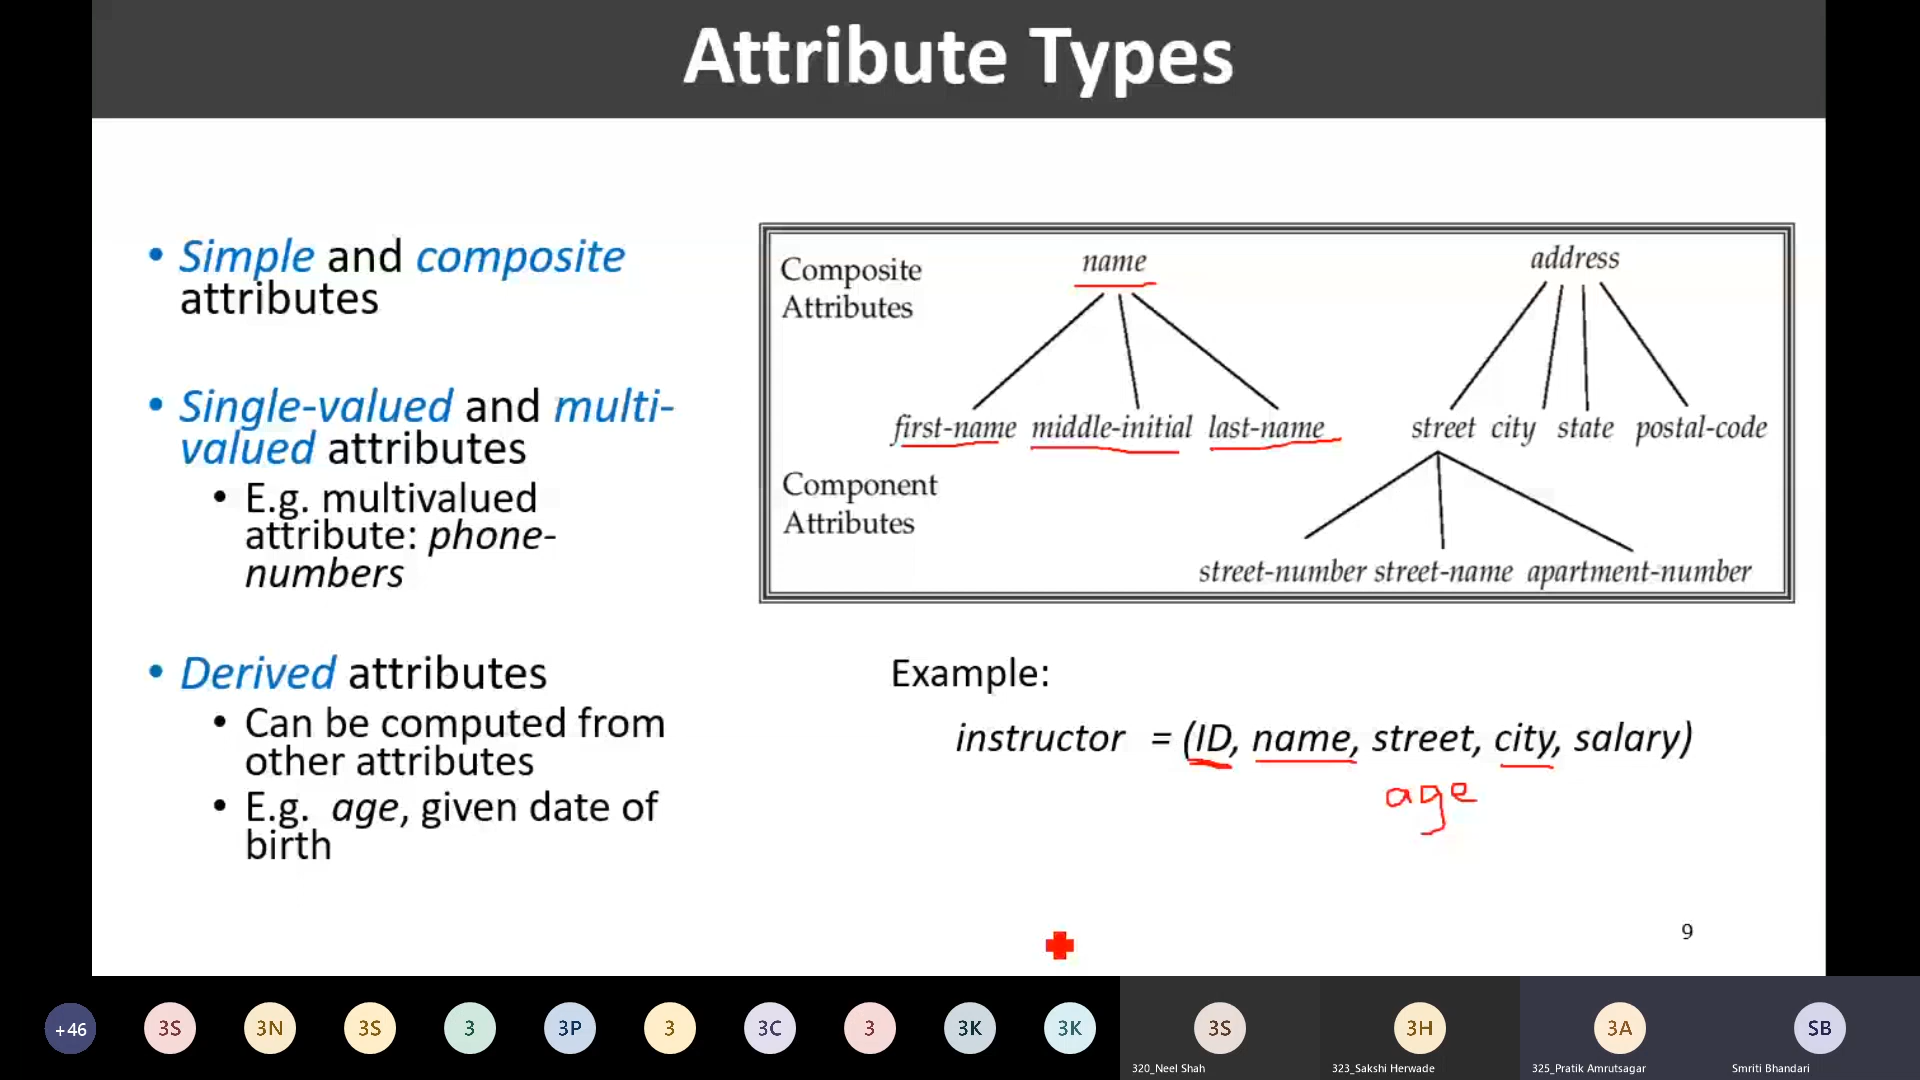 Attribute Types
• Simple and composite
attributes
• Single-valued and multi-
valued attributes
• E.g. multivalued
attribute: phone-
numbers
• Derived attributes
• Can be computed from
other attributes
• E.g. age, given date of
birth
Composite
Attributes
name
address
first-name middle-initial last-name
street city state postal-code
Component
Attributes
street-number street-name apartment-number
Example:
instructor = (ID, name, street, city, salary)
age
9
+46
3S
3N
3S
3
3P
3
3C
3
3K
3K
3S
3H
3A
SB
320_Neel Shah
323_Sakshi Herwade
325_Pratik Amrutsagar
Smriti Bhandari